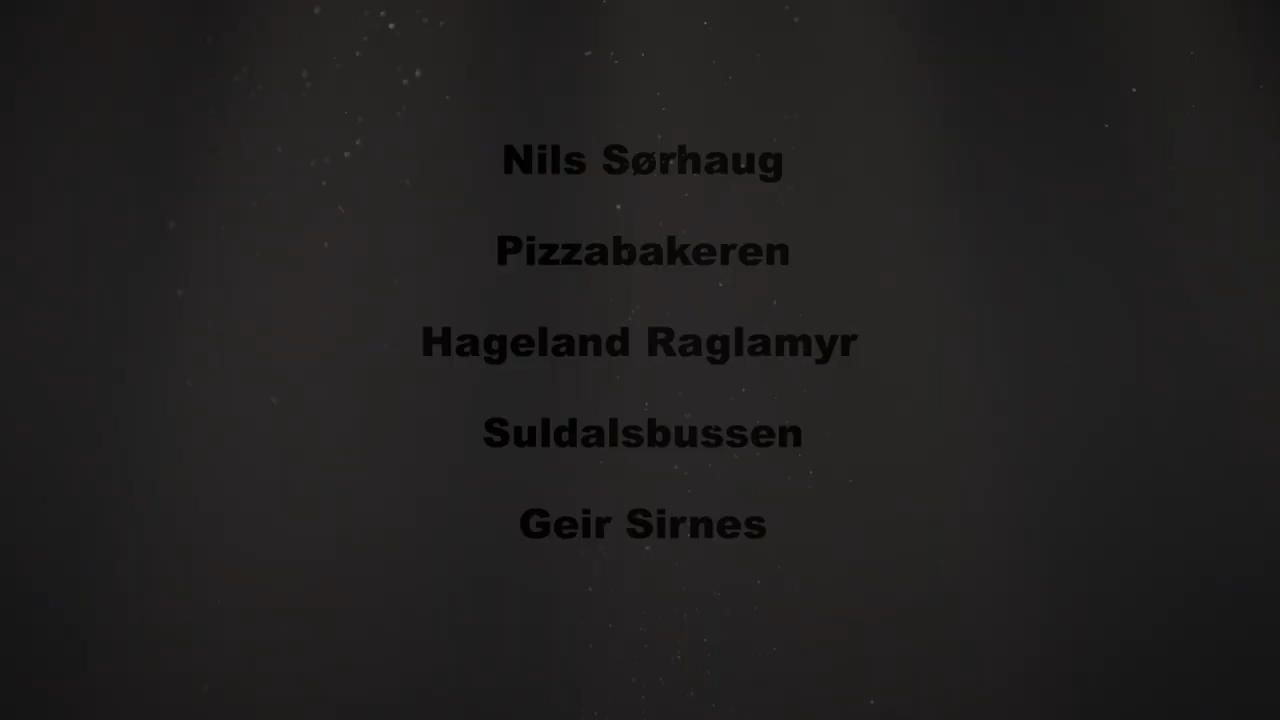 Nils Sørhaug
Pizzabakeren
Hageland Raglamyr
Suldalsbussen
Geir Sirnes